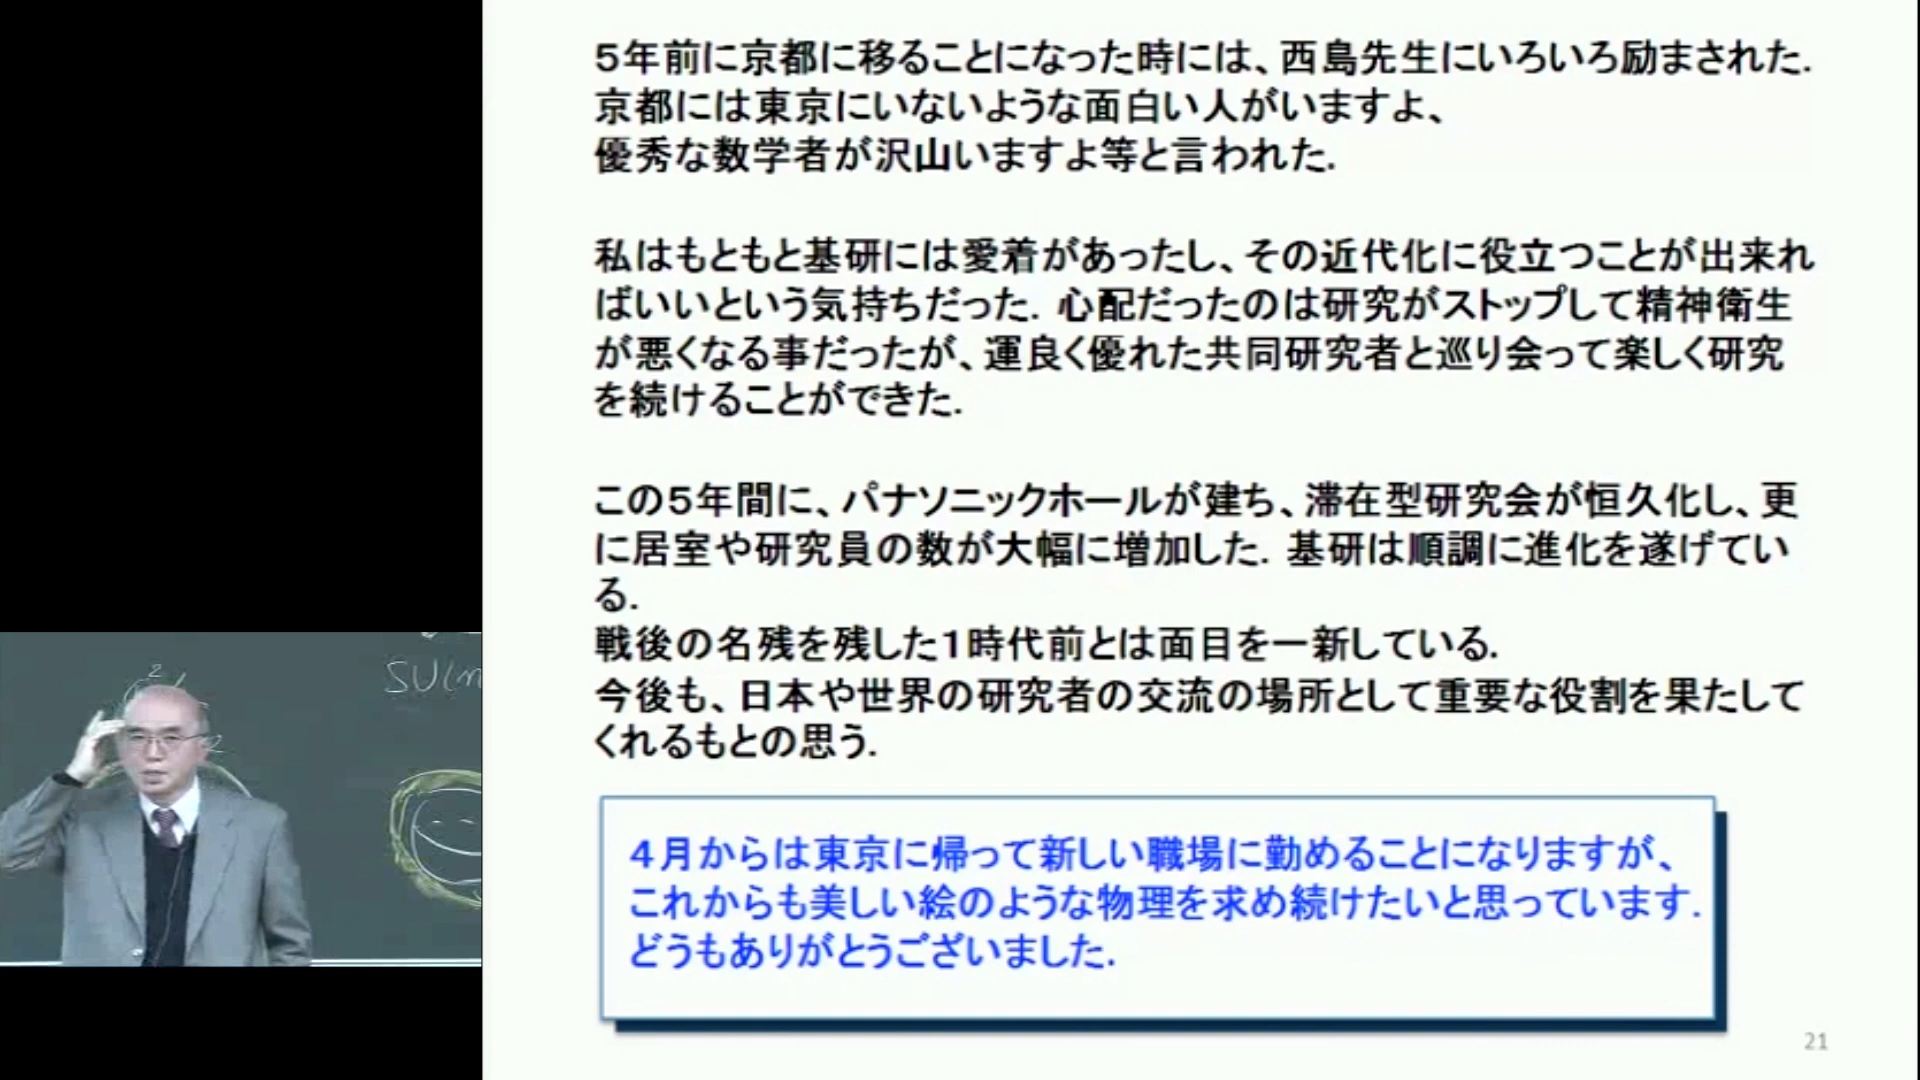 ５年前に京都に移ることになった時には、西島先生にいろいろ励まされた．
京都には東京にいないような面白い人がいますよ、
優秀な数学者が沢山いますよ等と言われた．
私はもともと基研には愛着があったし、その近代化に役立つことが出来れ
ばいいという気持ちだった．心配だったのは研究がストップして精神衛生
が悪くなる事だったが、運良く優れた共同研究者と巡り会って楽しく研究
を続けることができた．
この５年間に、パナソニックホールが建ち、滞在型研究会が恒久化し、更
に居室や研究員の数が大幅に増加した．基研は順調に進化を遂げてい
る．
戦後の名残を残した１時代前とは面目を一新している．
今後も、日本や世界の研究者の交流の場所として重要な役割を果たして
くれるもとの思う．
４月からは東京に帰って新しい職場に勤めることになりますが、
これからも美しい絵のような物理を求め続けたいと思っています．
どうもありがとうございました．
21
SU(n